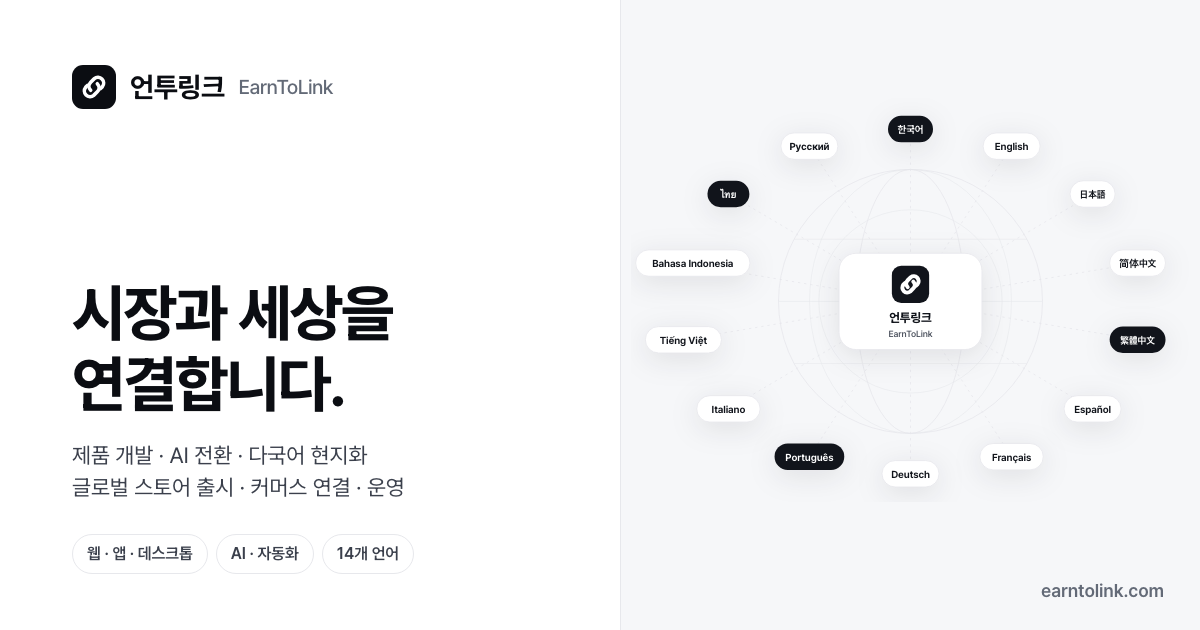 언투링크 EarnToLink
시장과 세상을
연결합니다.
제품 개발 · AI 전환 · 다국어 현지화
글로벌 스토어 출시 · 커머스 연결 · 운영
웹 · 앱 · 데스크톱
AI · 자동화
14개 언어
한국어
Русский
English
ไทย
日本語
Bahasa Indonesia
简体中文
언투링크
EarnToLink
Tiếng Việt
繁體中文
Italiano
Español
Português
Français
Deutsch
earntolink.com